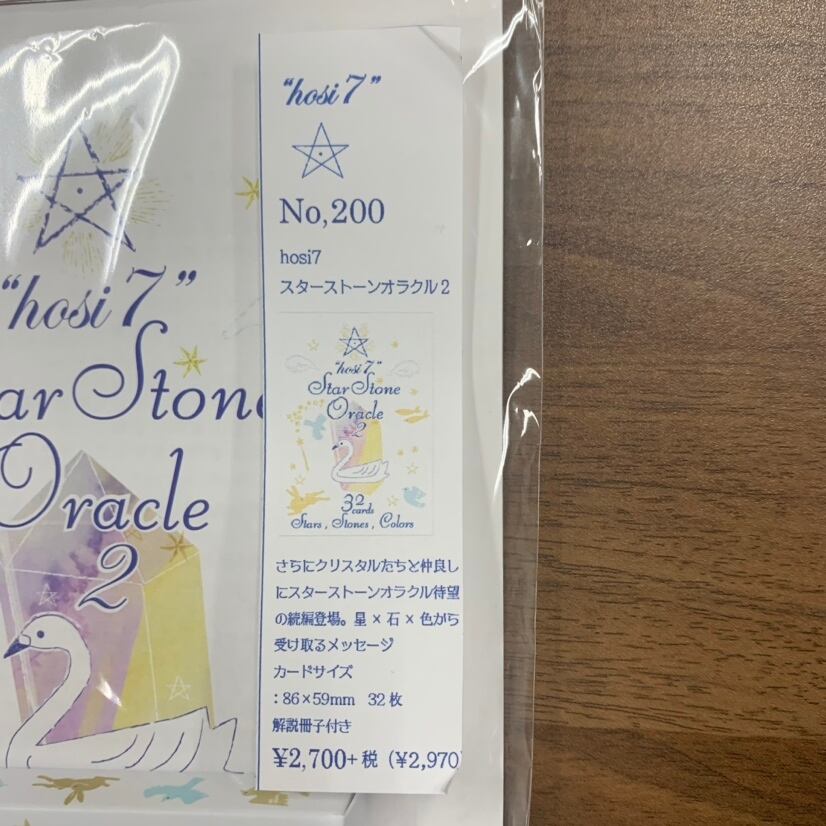 "hosi 7"
Star Stone
Oracle
2
"hosi 7"
No,200
hosi7
スターストーンオラクル2
"hosi 7"
Star Stone
Oracle
2
32
cards
Stars, Stones, Colors
さらにクリスタルたちと仲良し
にスターストーンオラクル待望
の続編登場。星×石×色がら
受け取るメッセージ
カードサイズ
:86×59mm 32枚
解説冊子付き
¥2,700+税(¥2,970